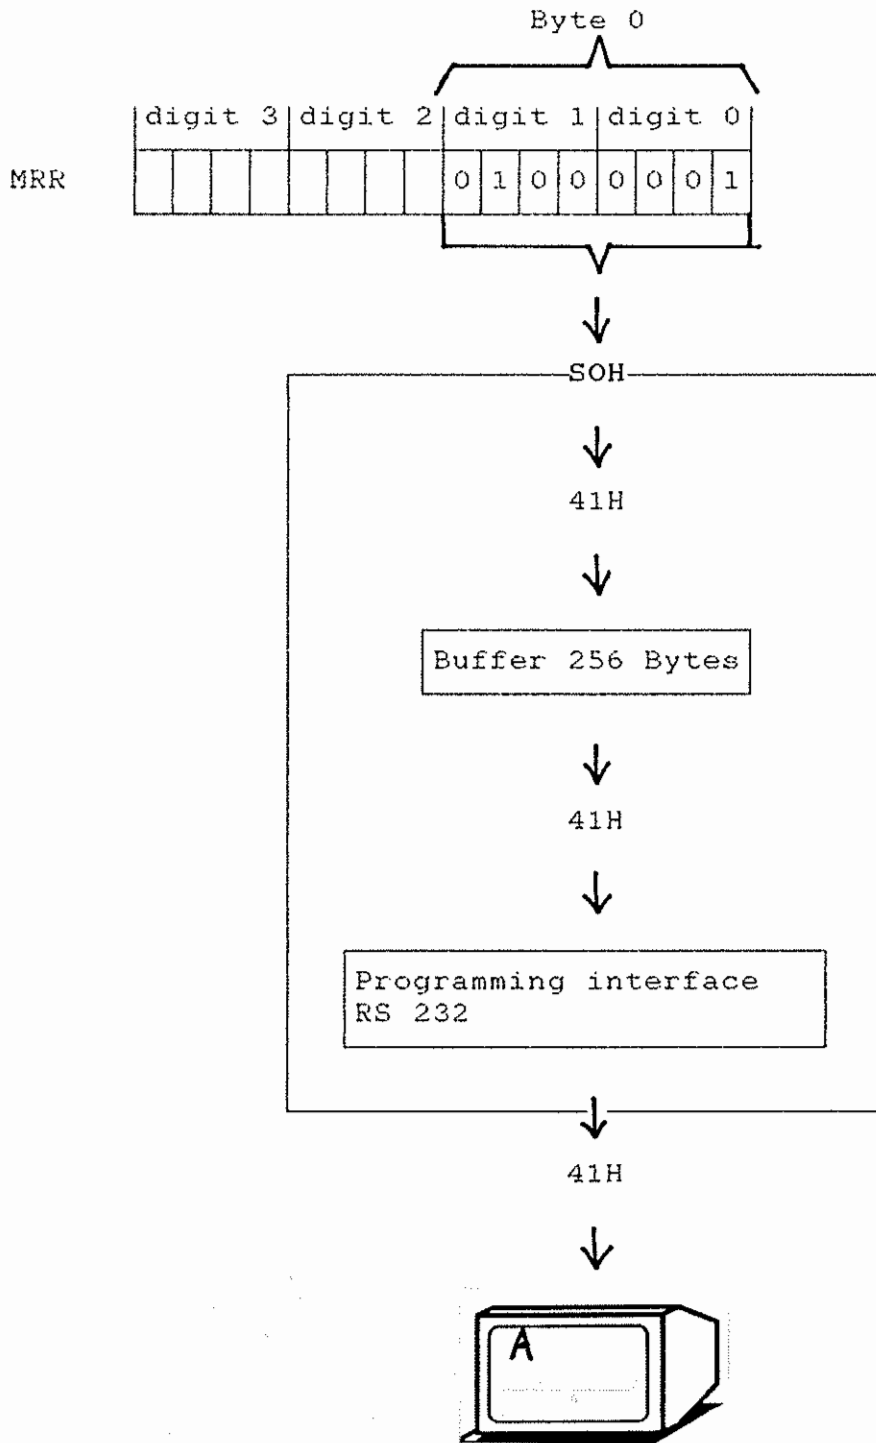 Byte 0
digit 3 digit 2 digit 1 digit 0
MRR 0 1 0 0 0 0 0 1
SOH
41H
Buffer 256 Bytes
41H
Programming interface
RS 232
41H
A